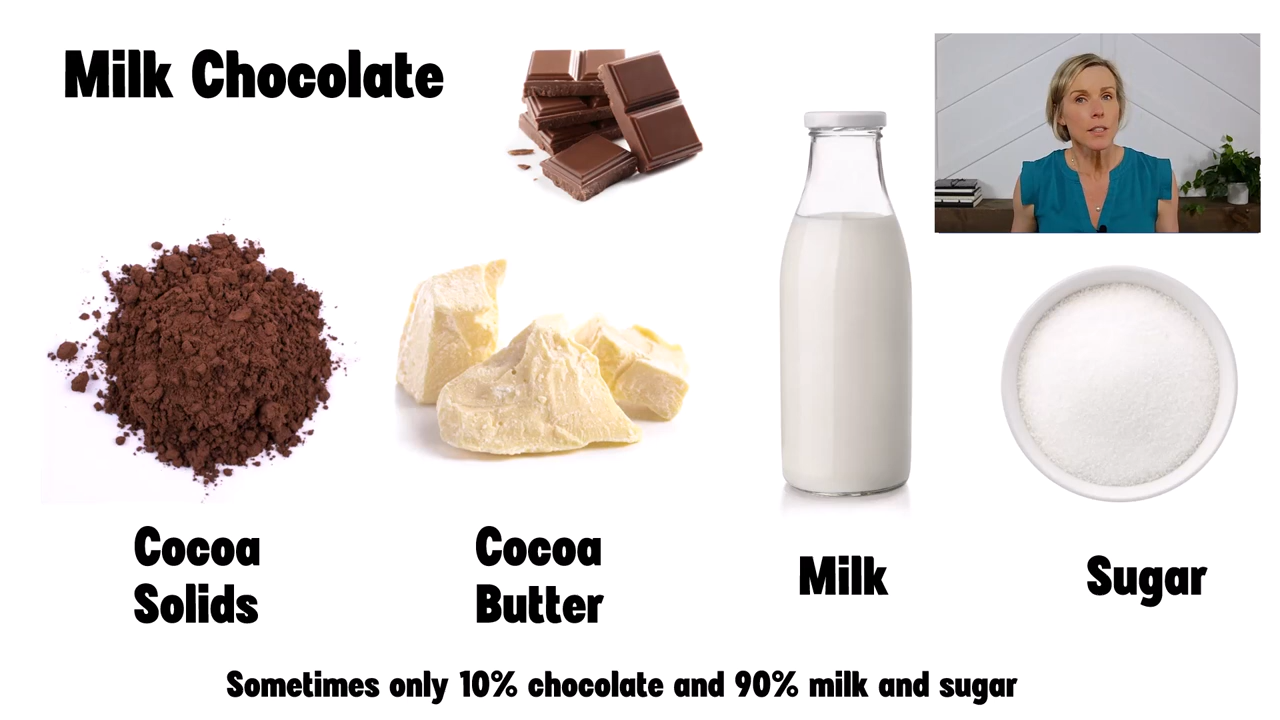 Milk Chocolate
Cocoa
Solids
Cocoa
Butter
Milk
Sugar
Sometimes only 10% chocolate and 90% milk and sugar